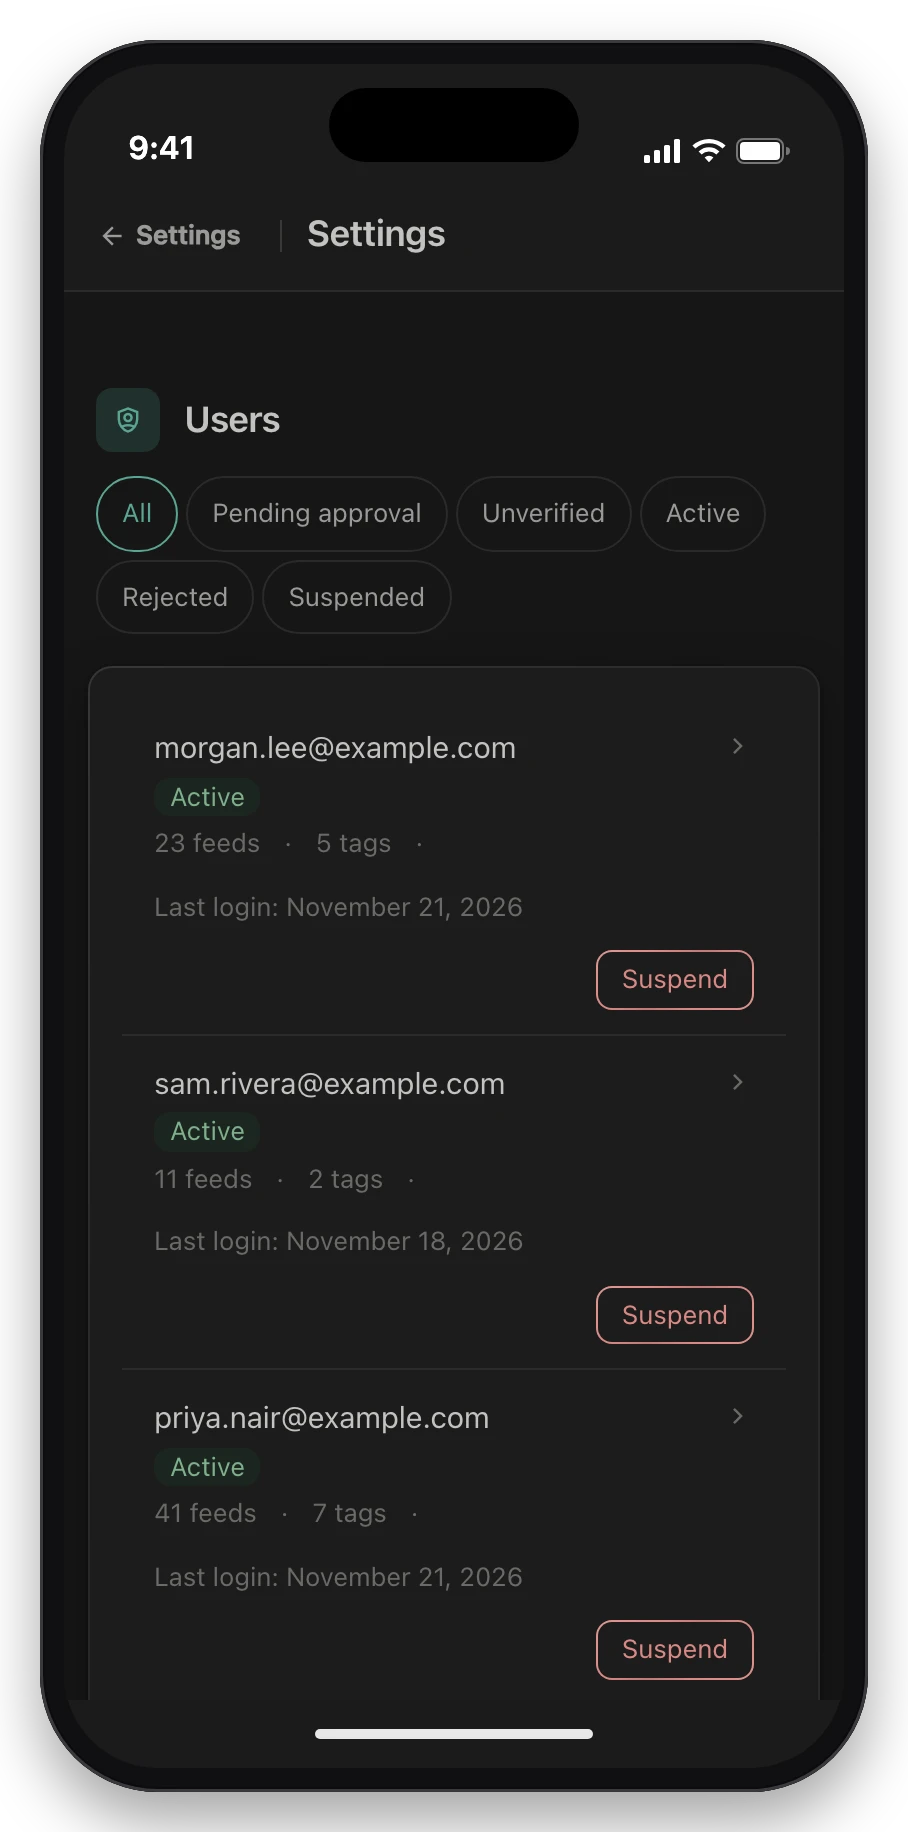 9:41
Settings Settings
Users
All Pending approval Unverified Active
Rejected Suspended
morgan.lee@example.com
Active
23 feeds · 5 tags ·
Last login: November 21, 2026
Suspend
sam.rivera@example.com
Active
11 feeds · 2 tags ·
Last login: November 18, 2026
Suspend
priya.nair@example.com
Active
41 feeds · 7 tags ·
Last login: November 21, 2026
Suspend